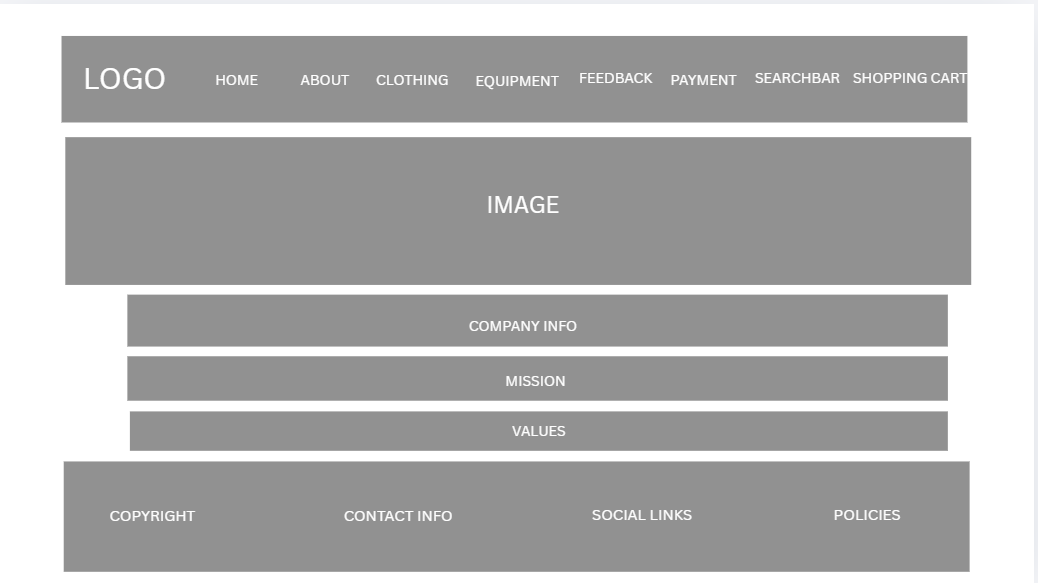 LOGO HOME ABOUT CLOTHING EQUIPMENT FEEDBACK PAYMENT SEARCHBAR SHOPPING CART
IMAGE
COMPANY INFO
MISSION
VALUES
COPYRIGHT CONTACT INFO SOCIAL LINKS POLICIES